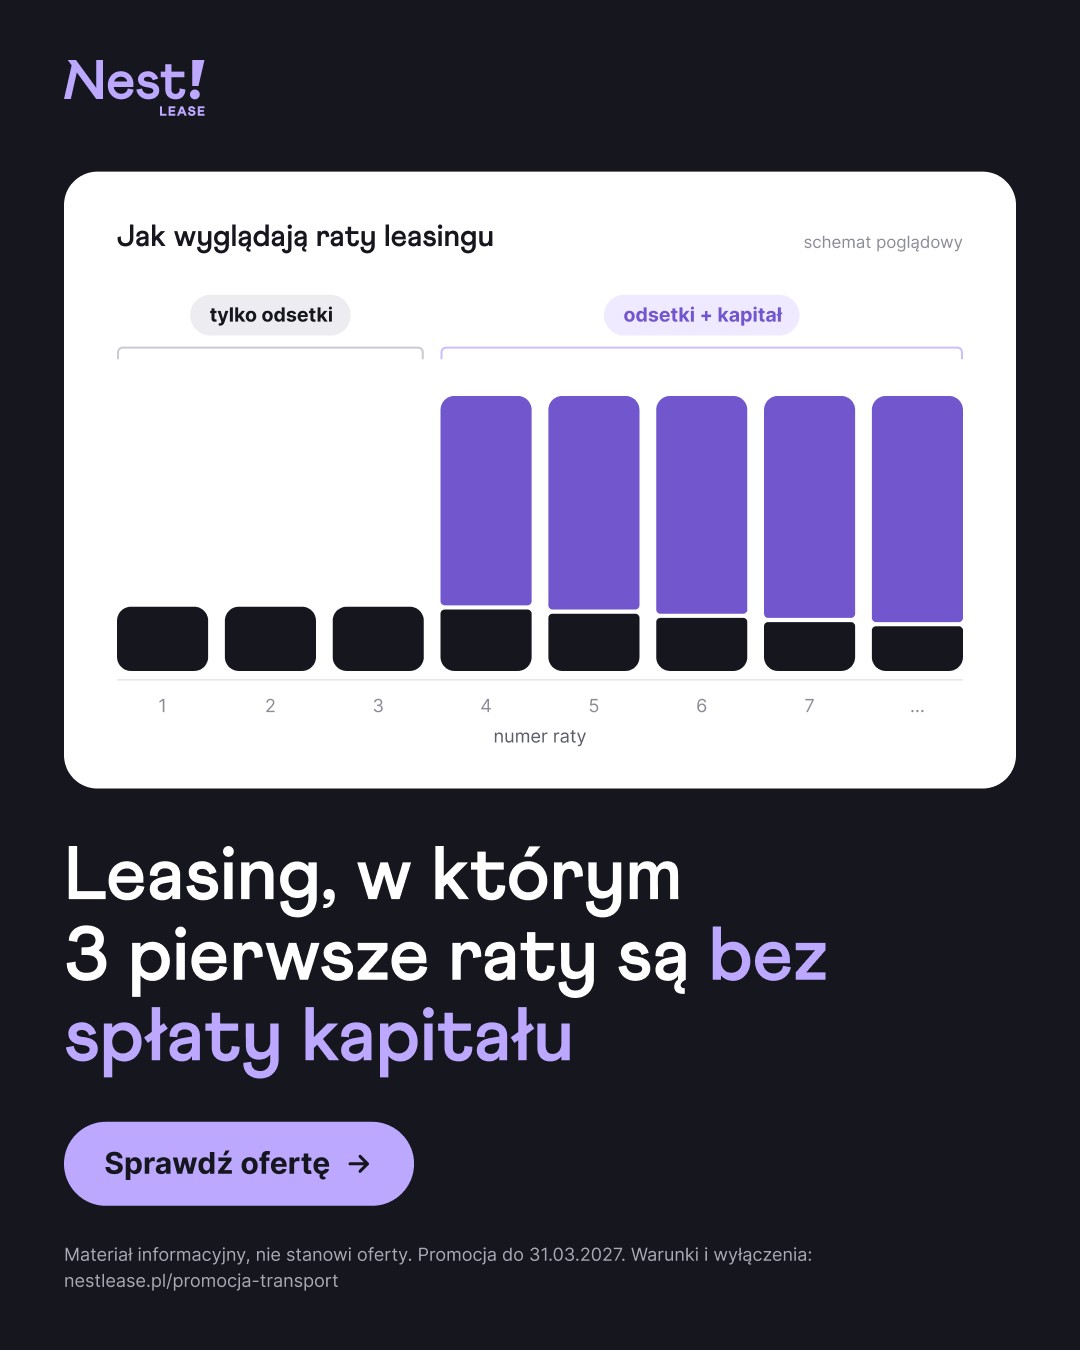 Nest!
LEASE
Jak wyglądają raty leasingu
schemat poglądowy
tylko odsetki
odsetki + kapitał
1 2 3 4 5 6 7 ...
numer raty
Leasing, w którym
3 pierwsze raty są bez
spłaty kapitału
Sprawdź ofertę →
Materiał informacyjny, nie stanowi oferty. Promocja do 31.03.2027. Warunki i wyłączenia:
nestlease.pl/promocja-transport